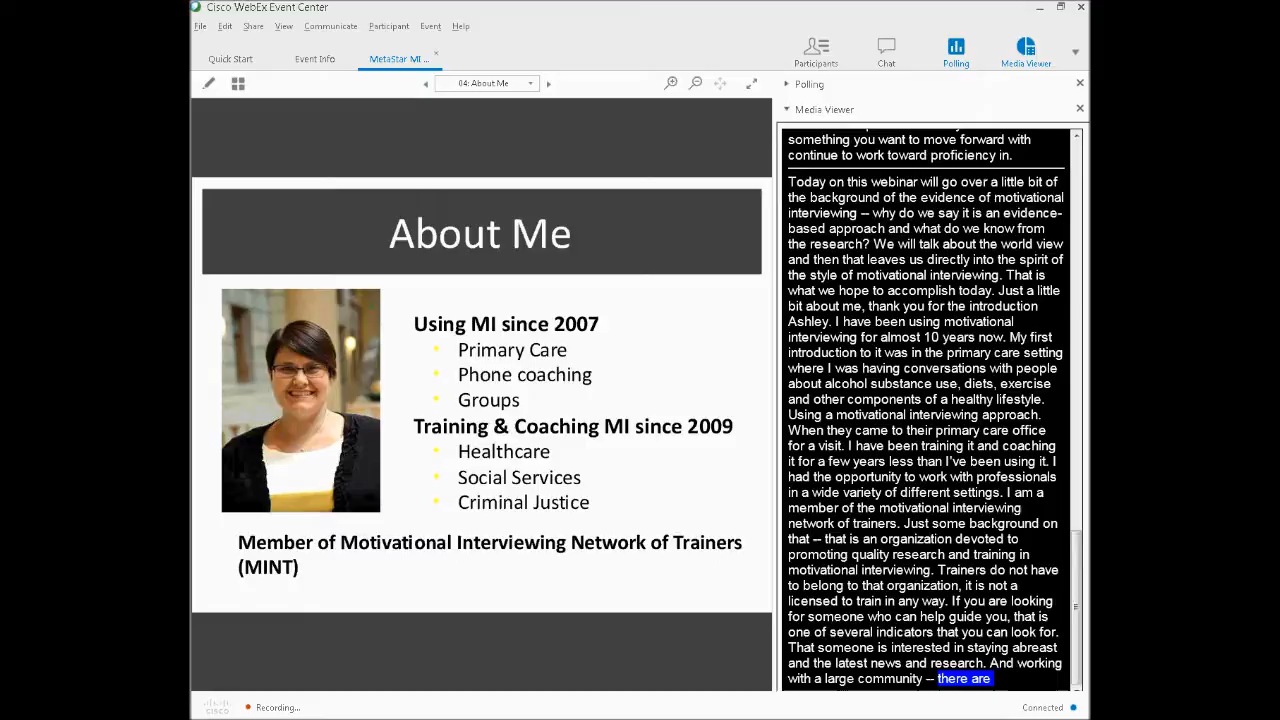 Cisco WebEx Event Center
File Edit Share View Communicate Participant Event Help
Quick Start Event Info MetaStar MI ...
Participants Chat Polling Media Viewer
04: About Me
Polling
Media Viewer
About Me
Using MI since 2007
Primary Care
Phone coaching
Groups
Training & Coaching MI since 2009
Healthcare
Social Services
Criminal Justice
Member of Motivational Interviewing Network of Trainers
(MINT)
something you want to move forward with
continue to work toward proficiency in.
Today on this webinar will go over a little bit of
the background of the evidence of motivational
interviewing -- why do we say it is an evidence-
based approach and what do we know from
the research? We will talk about the world view
and then that leaves us directly into the spirit of
the style of motivational interviewing. That is
what we hope to accomplish today. Just a little
bit about me, thank you for the introduction
Ashley. I have been using motivational
interviewing for almost 10 years now. My first
introduction to it was in the primary care setting
where I was having conversations with people
about alcohol substance use, diets, exercise
and other components of a healthy lifestyle.
Using a motivational interviewing approach.
When they came to their primary care office
for a visit. I have been training it and coaching
it for a few years less than I've been using it. I
had the opportunity to work with professionals
in a wide variety of different settings. I am a
member of the motivational interviewing
network of trainers. Just some background on
that -- that is an organization devoted to
promoting quality research and training in
motivational interviewing. Trainers do not have
to belong to that organization, it is not a
licensed to train in any way. If you are looking
for someone who can help guide you, that is
one of several indicators that you can look for.
That someone is interested in staying abreast
and the latest news and research. And working
with a large community -- there are
cisco Recording... Connected